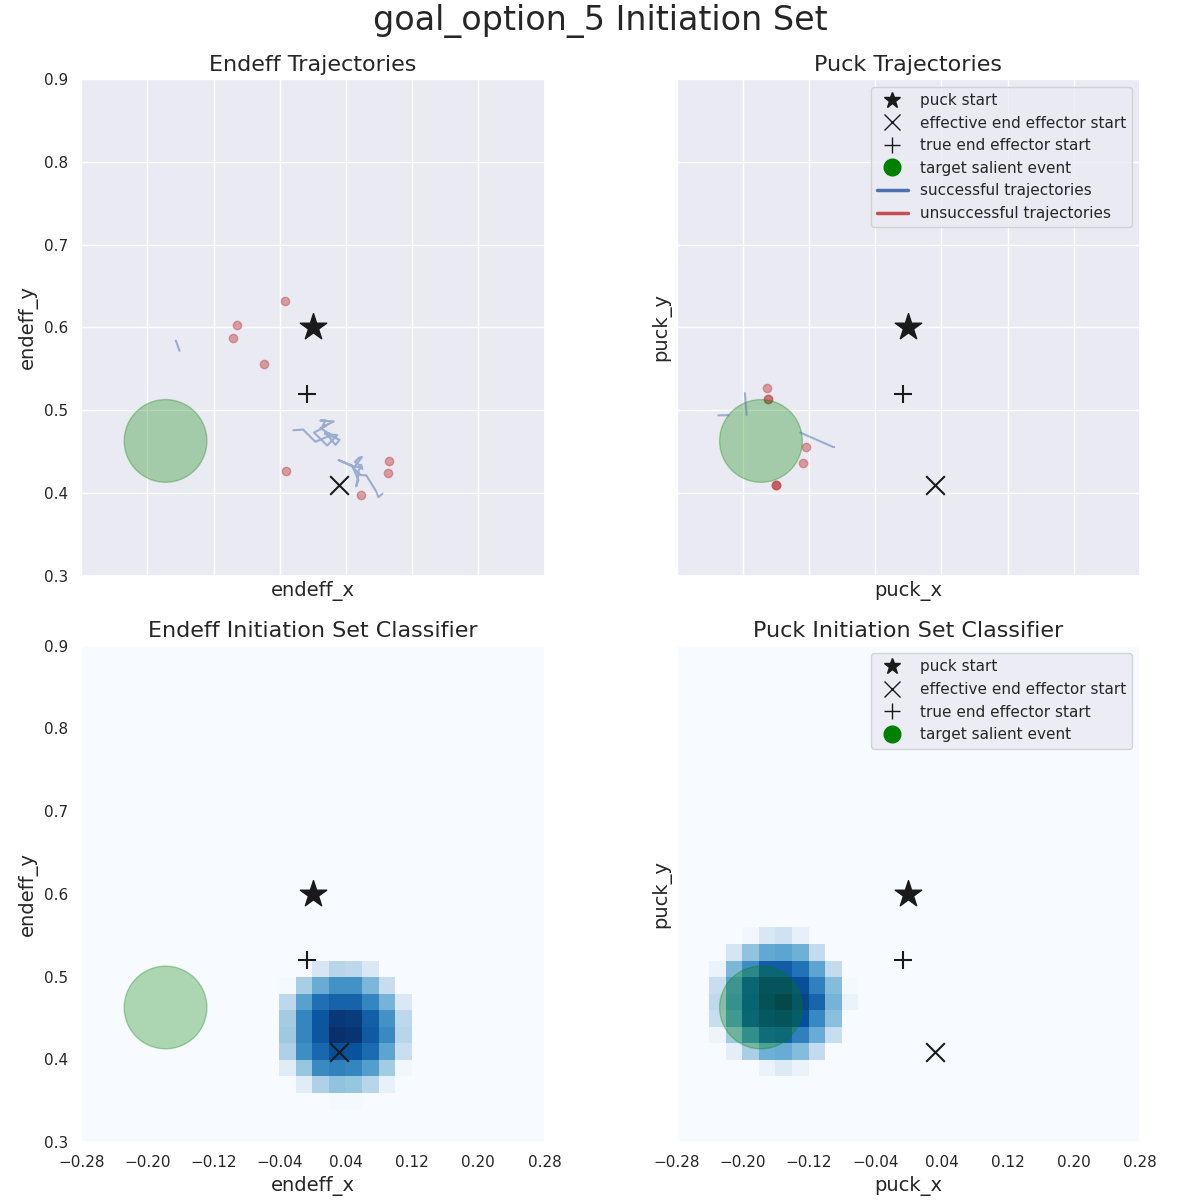 goal_option_5 Initiation Set
Endeff Trajectories
0.9
0.8
0.7
0.6
0.5
0.4
0.3
endeff_y
endeff_x
Puck Trajectories
puck start
effective end effector start
true end effector start
target salient event
successful trajectories
unsuccessful trajectories
puck_y
puck_x
Endeff Initiation Set Classifier
0.9
0.8
0.7
0.6
0.5
0.4
0.3
endeff_y
−0.28 −0.20 −0.12 −0.04 0.04 0.12 0.20 0.28
endeff_x
Puck Initiation Set Classifier
puck start
effective end effector start
true end effector start
target salient event
puck_y
−0.28 −0.20 −0.12 −0.04 0.04 0.12 0.20 0.28
puck_x